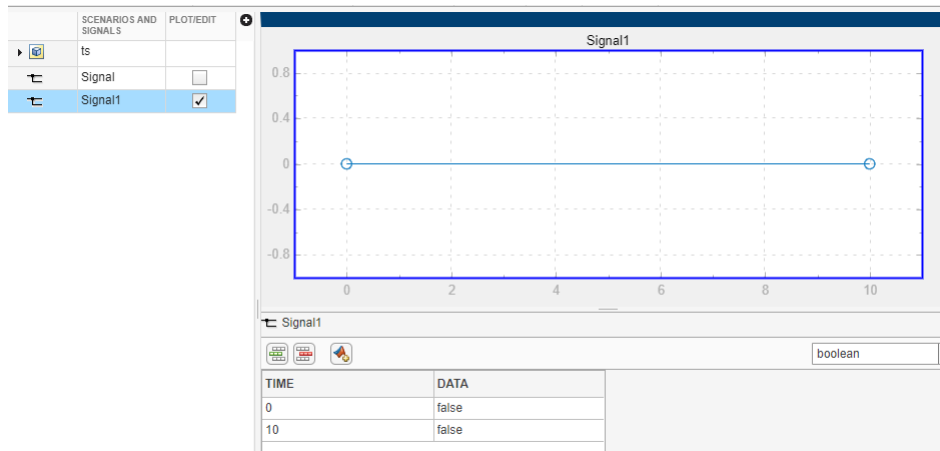 SCENARIOS AND SIGNALS PLOT/EDIT
ts
Signal
Signal1
Signal1
0.8
0.4
0
-0.4
-0.8
0 2 4 6 8 10
Signal1
boolean
TIME DATA
0 false
10 false